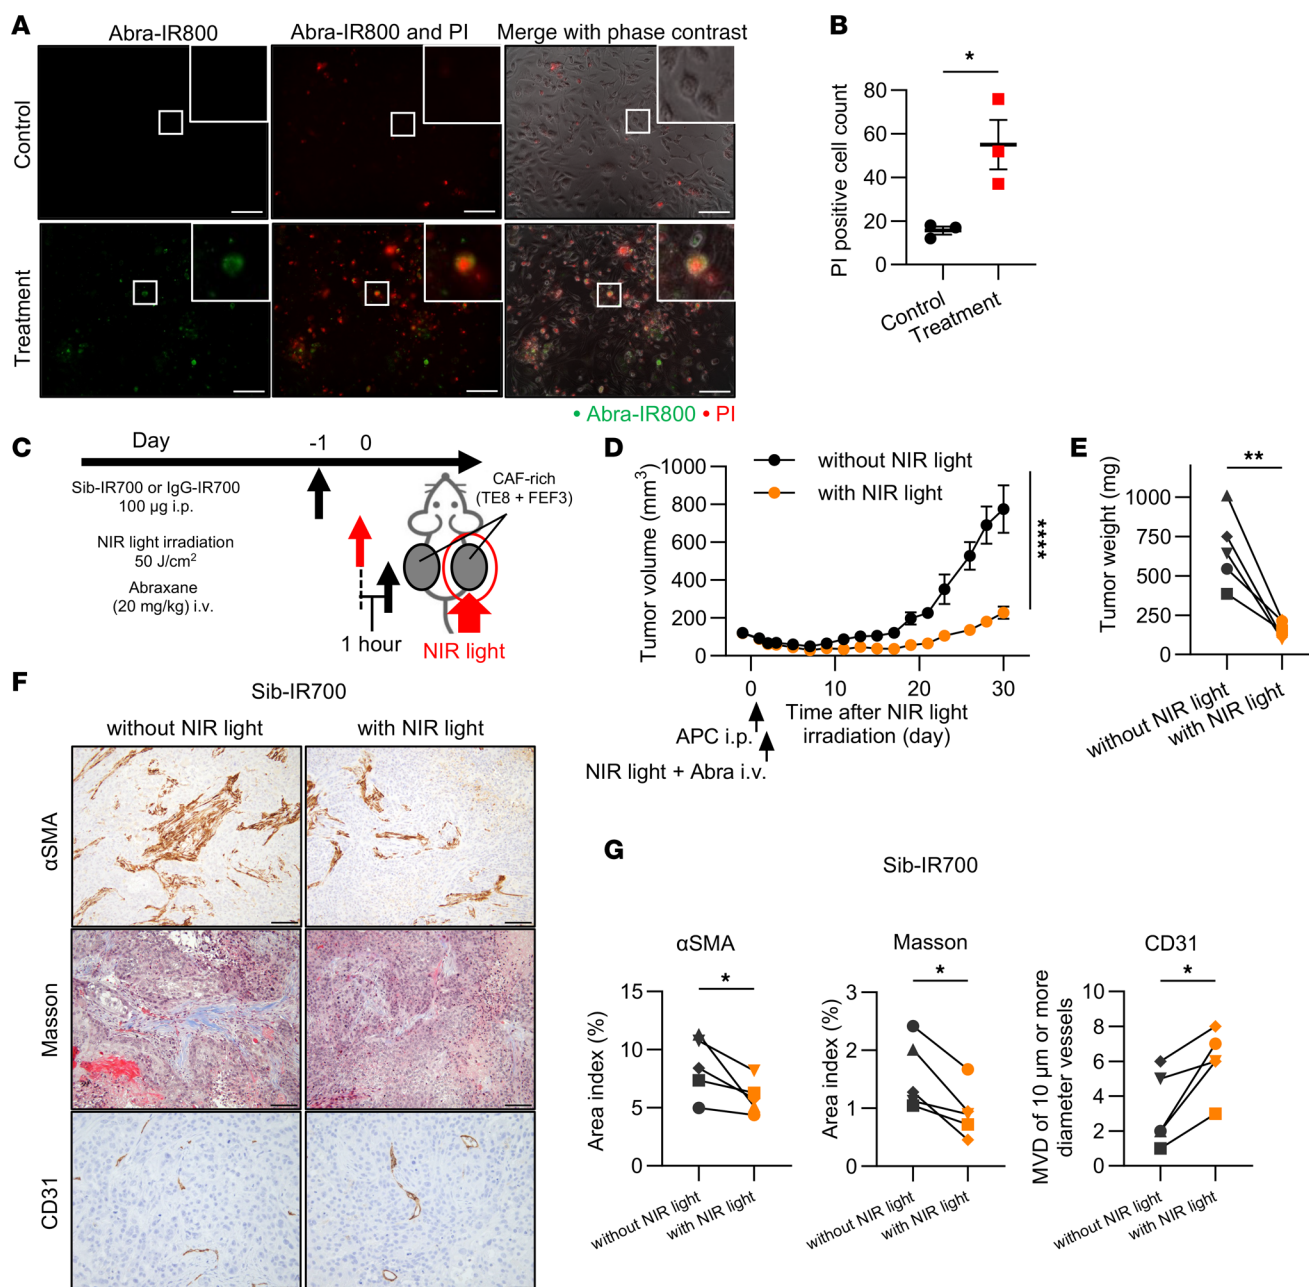 A
Abra-IR800
Abra-IR800 and PI
Merge with phase contrast
Control
Treatment
• Abra-IR800 • PI
B
*
PI positive cell count
80
60
40
20
0
Control
Treatment
C
Day
-1
0
Sib-IR700 or IgG-IR700
100 µg i.p.
NIR light irradiation
50 J/cm²
Abraxane
(20 mg/kg) i.v.
1 hour
CAF-rich
(TE8 + FEF3)
NIR light
D
without NIR light
with NIR light
Tumor volume (mm³)
1000
800
600
400
200
0
0
10
20
30
****
Time after NIR light
irradiation (day)
APC i.p.
NIR light + Abra i.v.
E
**
Tumor weight (mg)
1000
750
500
250
0
without NIR light
with NIR light
F
Sib-IR700
without NIR light
with NIR light
αSMA
Masson
CD31
G
Sib-IR700
αSMA
*
Area index (%)
15
10
5
0
without NIR light
with NIR light
Masson
*
Area index (%)
3
2
1
0
without NIR light
with NIR light
CD31
*
MVD of 10 µm or more
diameter vessels
10
8
6
4
2
0
without NIR light
with NIR light